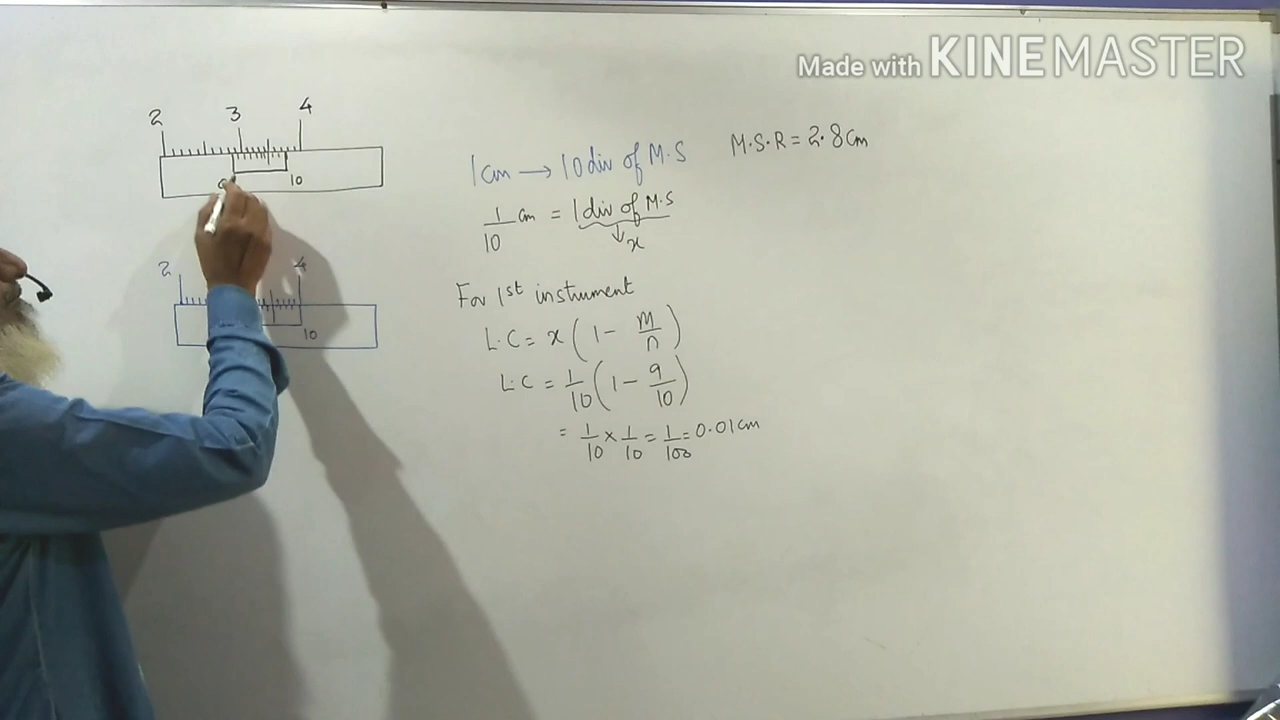 Made with KINEMASTER
2 3 4
10
2 4
10
1cm → 10 div of M.S
M.S.R = 2.8cm
1/10 cm = 1 div of M.S
↓ x
For 1st instrument
L.C = x (1 - m/n)
L.C = 1/10 (1 - 9/10)
= 1/10 × 1/10 = 1/100 = 0.01cm